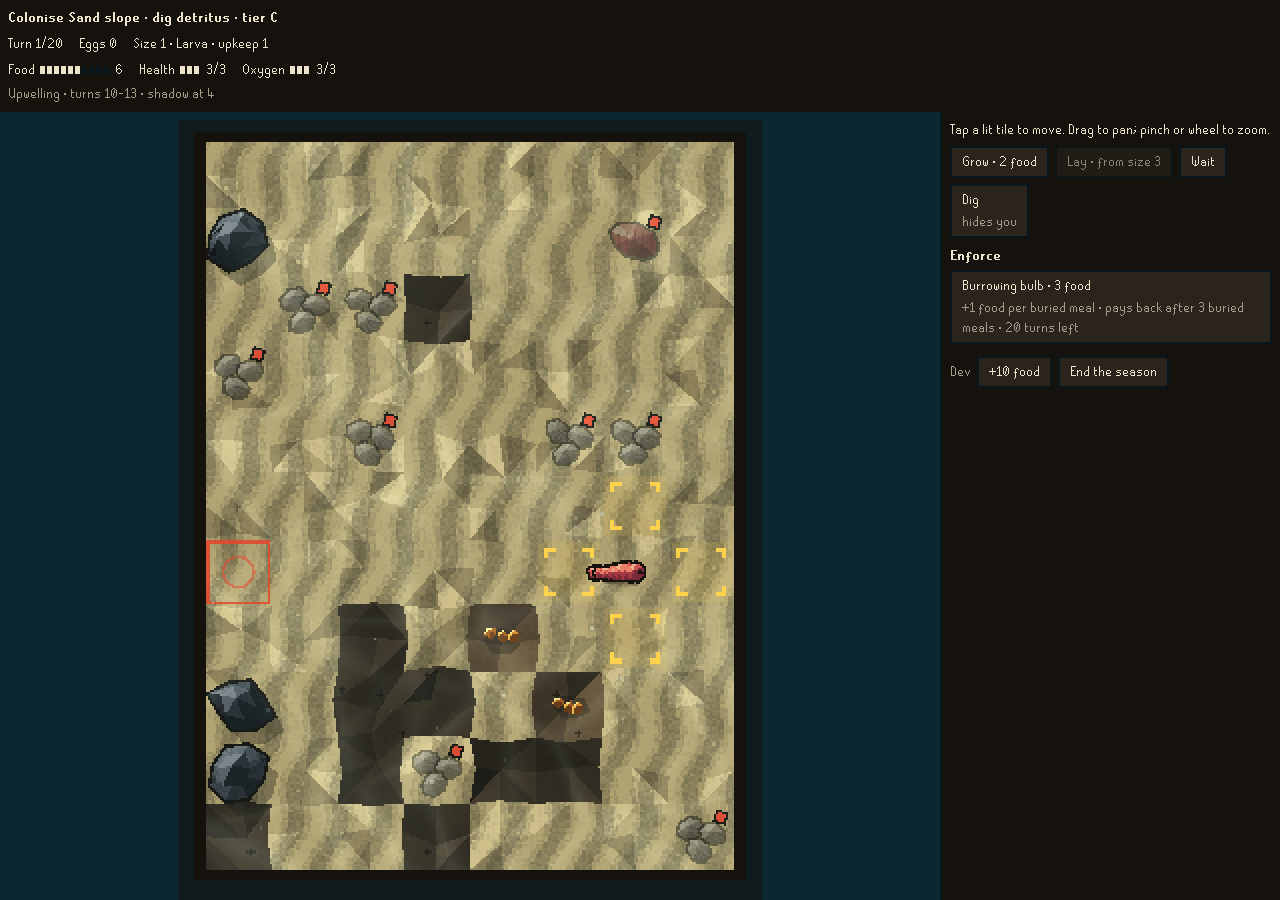 Colonise Sand slope · dig detritus · tier C
Turn 1/20 Eggs 0 Size 1 · Larva · upkeep 1
Food 6 Health 3/3 Oxygen 3/3
Upwelling · turns 10-13 · shadow at 4
Tap a lit tile to move. Drag to pan; pinch or wheel to zoom.
Grow · 2 food Lay · from size 3 Wait
Dig
hides you
Enforce
Burrowing bulb · 3 food
+1 food per buried meal · pays back after 3 buried
meals · 20 turns left
Dev +10 food End the season